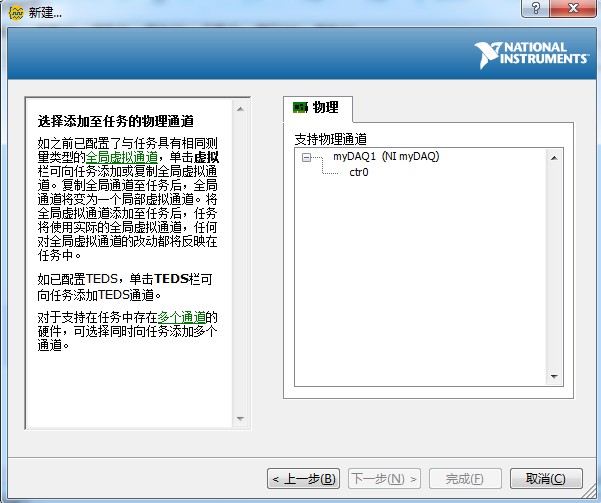 新建...
NATIONAL
INSTRUMENTS
选择添加至任务的物理通道
如之前已配置了与任务具有相同测
量类型的全局虚拟通道，单击虚拟
栏可向任务添加或复制全局虚拟通
道。复制全局通道至任务后，全局
通道将变为一个局部虚拟通道。将
全局虚拟通道添加至任务后，任务
将使用实际的全局虚拟通道，任何
对全局虚拟通道的改动都将反映在
任务中。
如已配置TEDS，单击TEDS栏可
向任务添加TEDS通道。
对于支持在任务中存在多个通道的
硬件，可选择同时向任务添加多个
通道。
物理
支持物理通道
myDAQ1 (NI myDAQ)
ctr0
< 上一步(B)
下一步(N) >
完成(F)
取消(C)